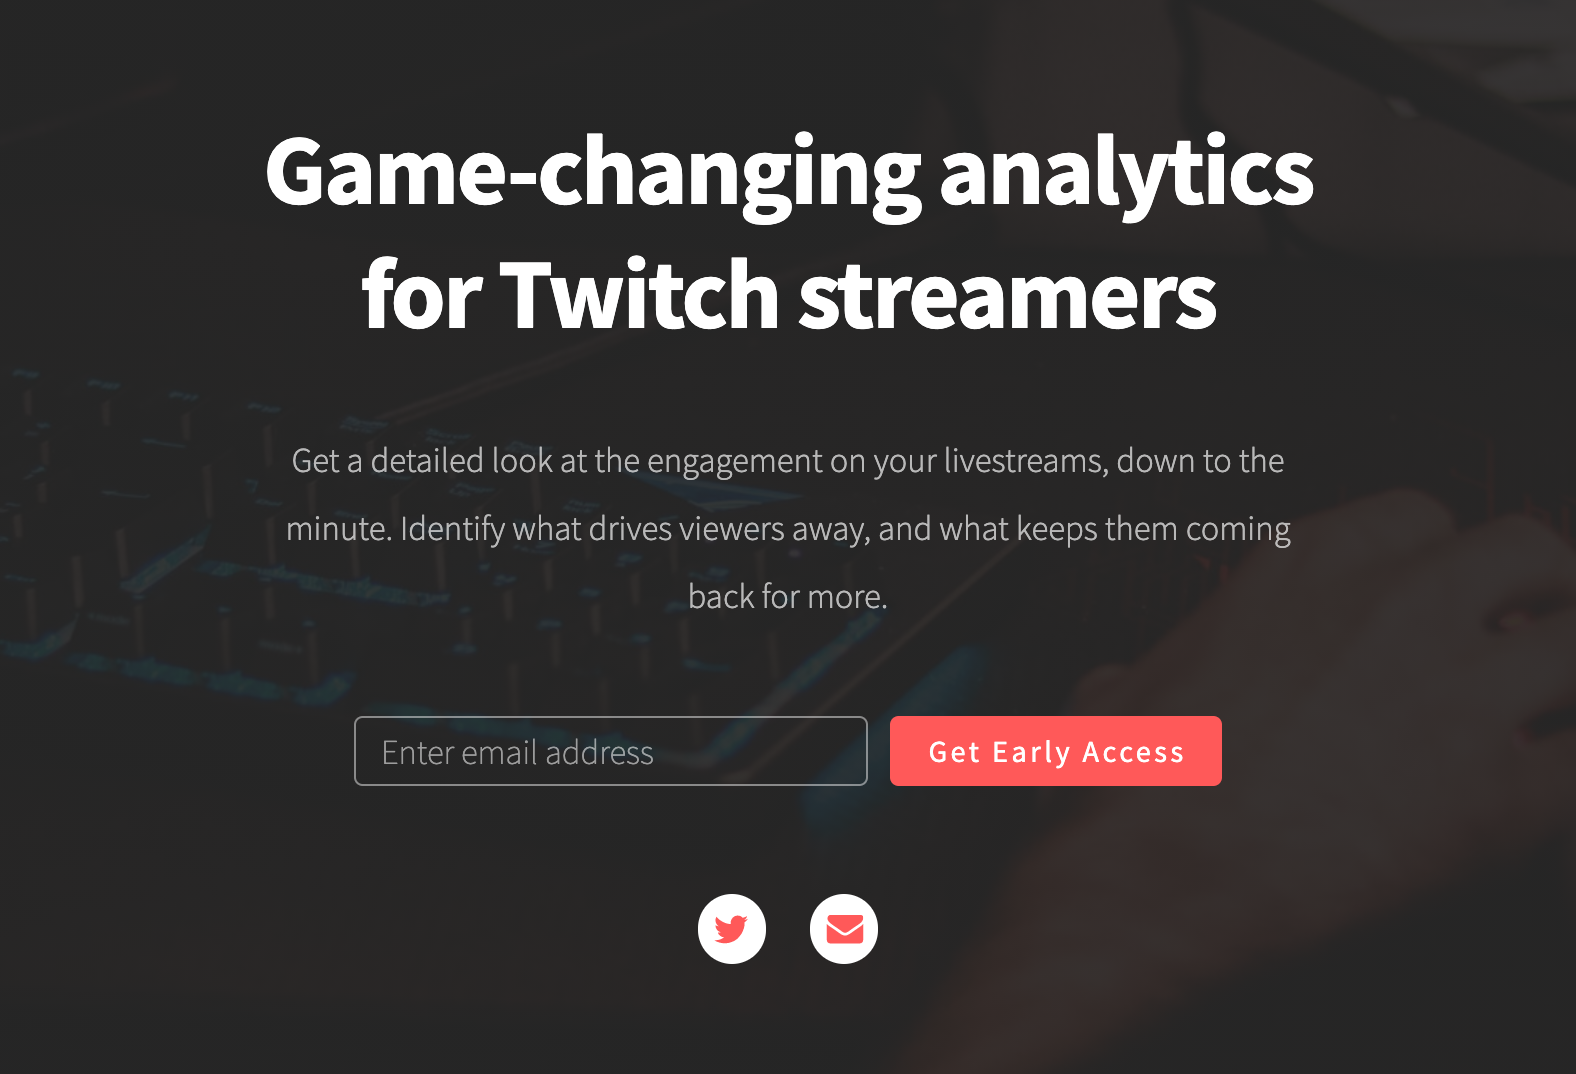 Game-changing analytics
for Twitch streamers
Get a detailed look at the engagement on your livestreams, down to the
minute. Identify what drives viewers away, and what keeps them coming
back for more.
Enter email address
Get Early Access